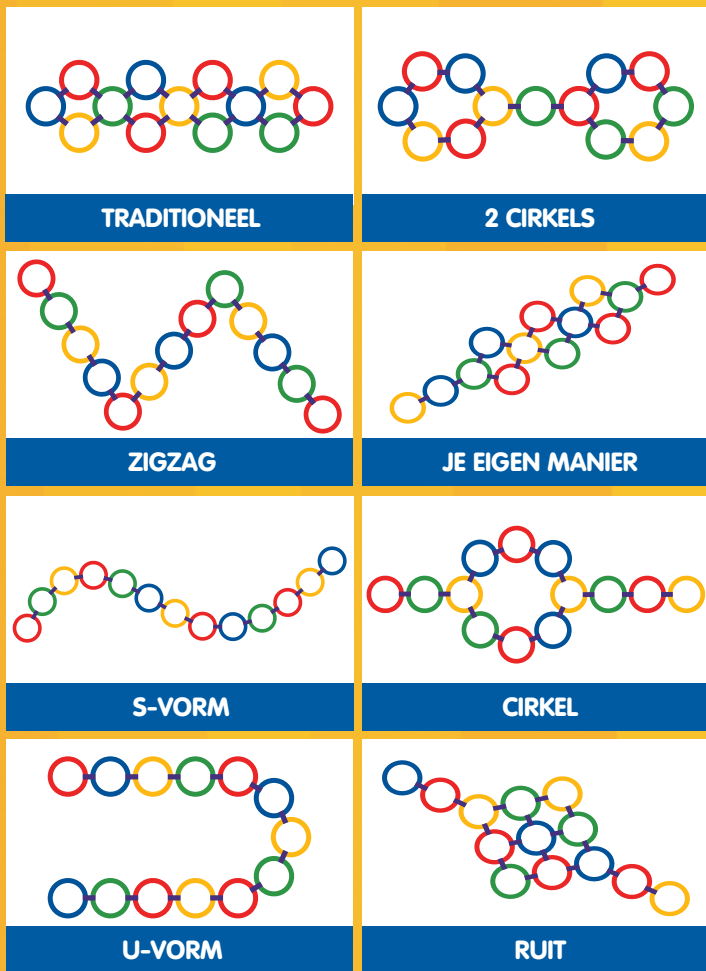 TRADITIONEEL
2 CIRKELS
ZIGZAG
JE EIGEN MANIER
S-VORM
CIRKEL
U-VORM
RUIT